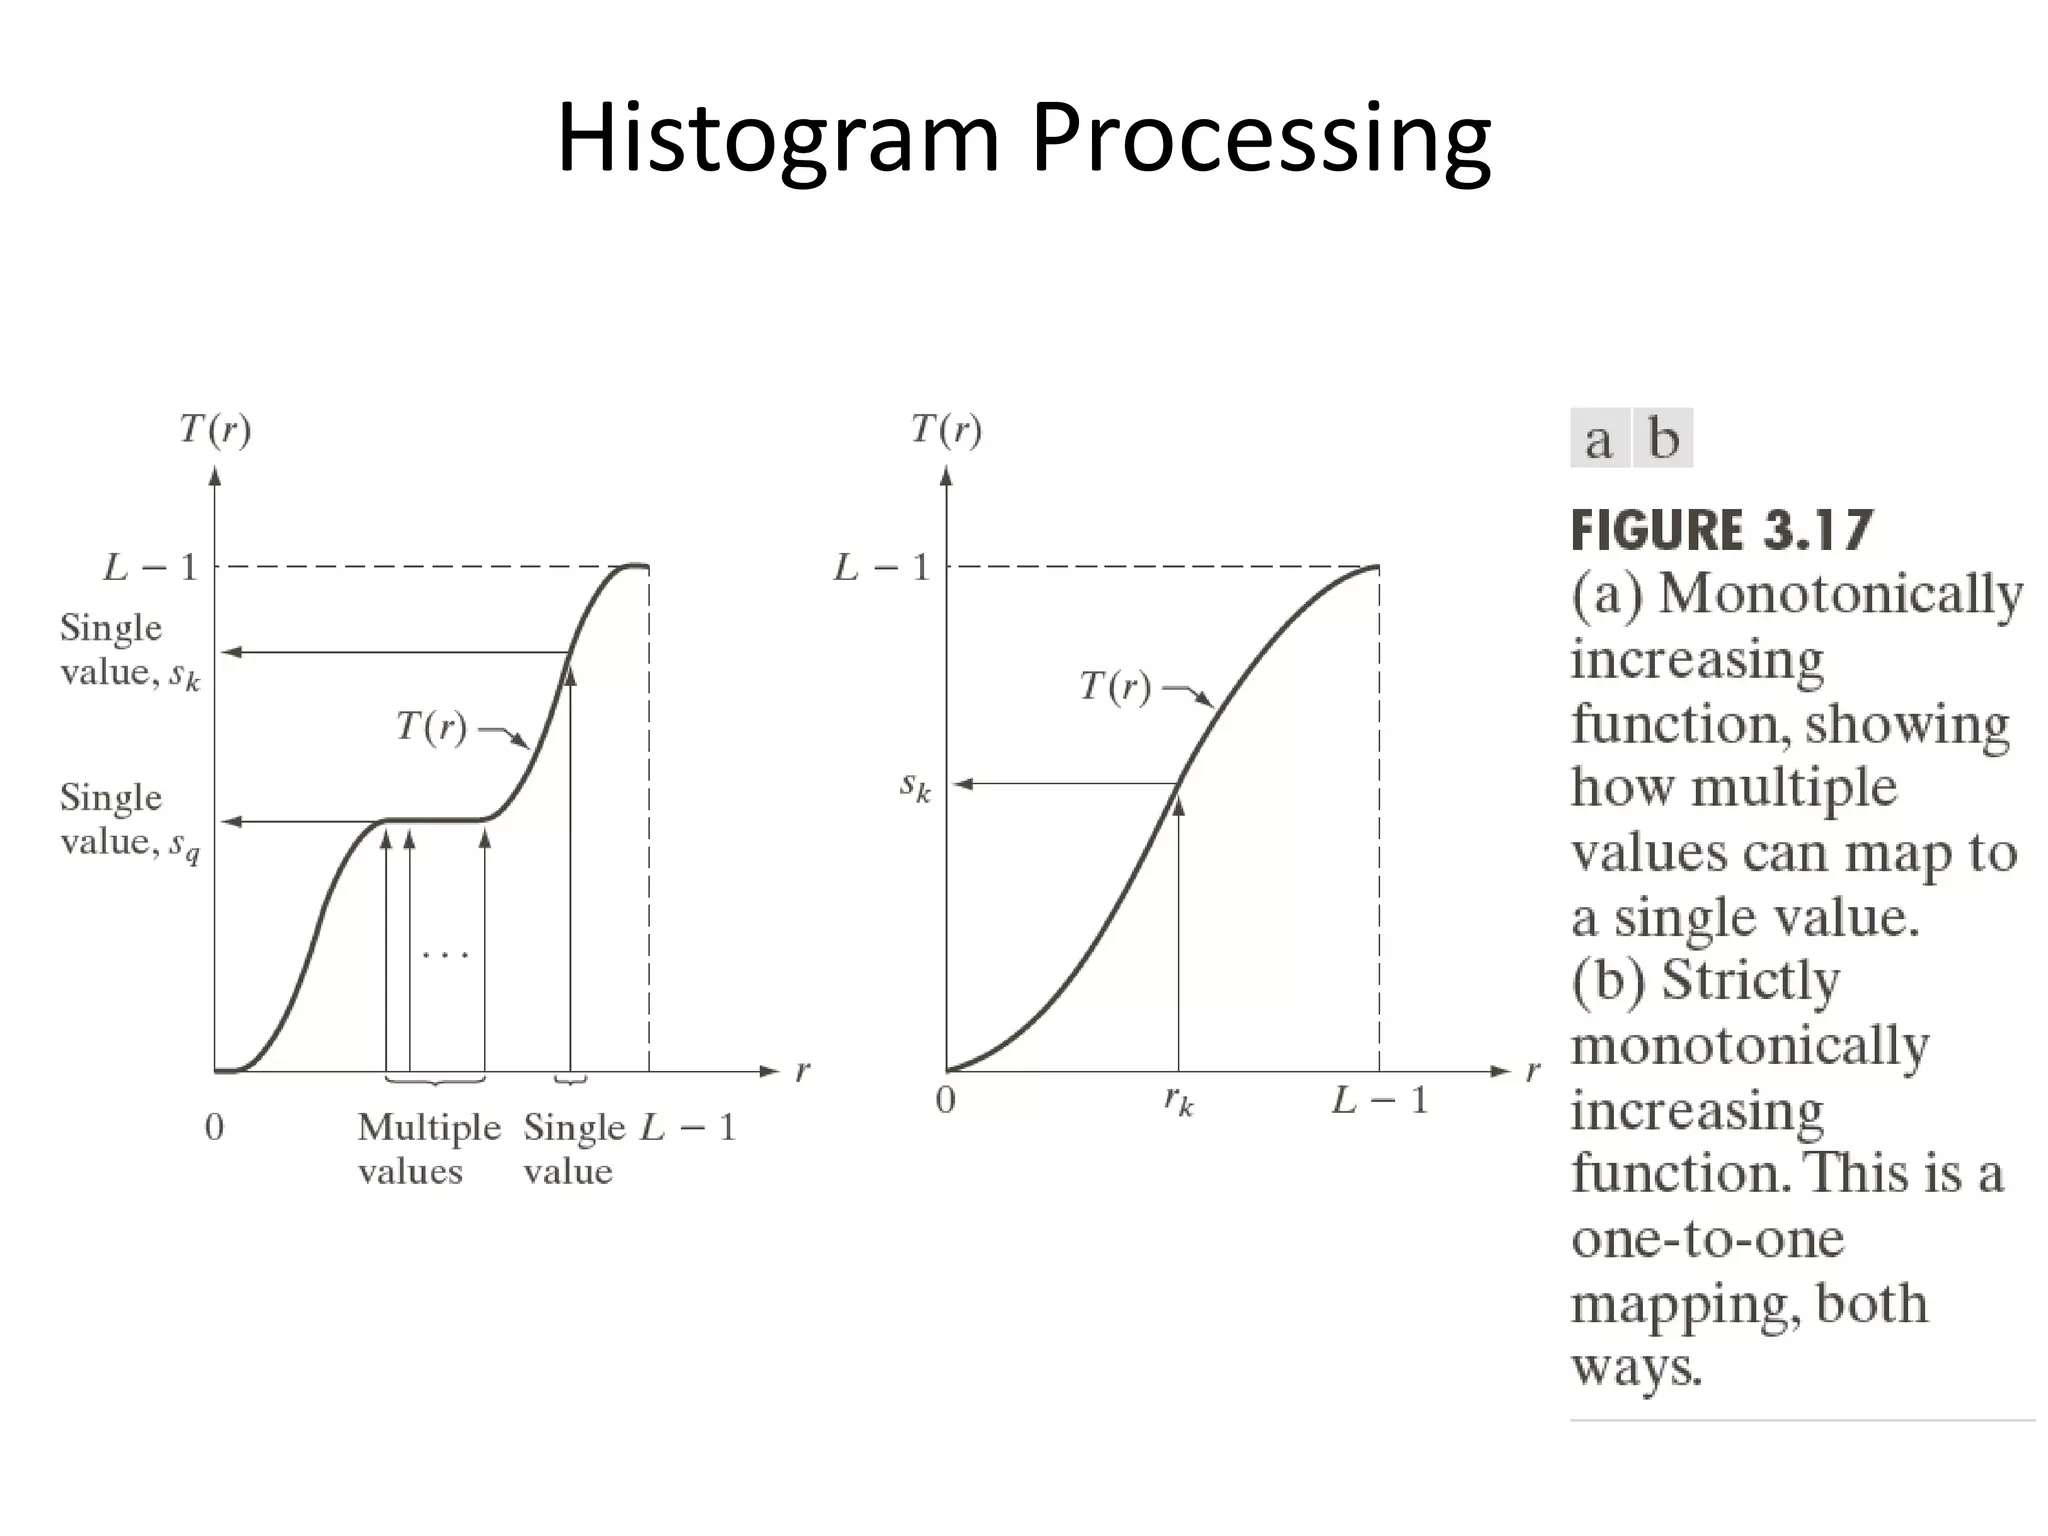 Histogram Processing
T(r)
L − 1
Single
value, sk
T(r)
Single
value, sq
. . .
r
0
Multiple
values
Single
value
L − 1
T(r)
L − 1
T(r)
sk
r
0
rk
L − 1
a b
FIGURE 3.17
(a) Monotonically
increasing
function, showing
how multiple
values can map to
a single value.
(b) Strictly
monotonically
increasing
function. This is a
one-to-one
mapping, both
ways.